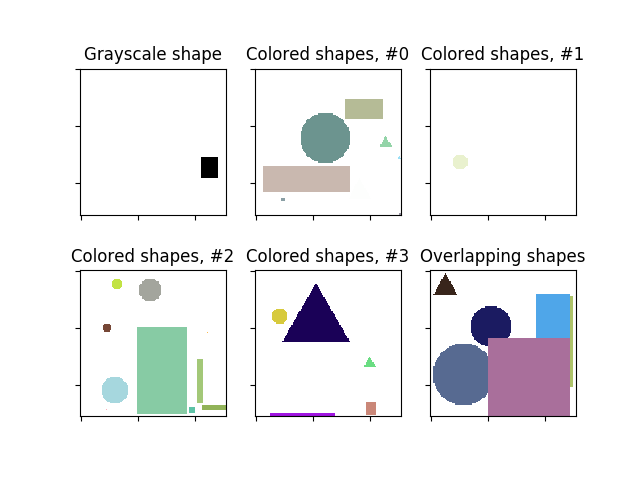 Grayscale shape
Colored shapes, #0
Colored shapes, #1
Colored shapes, #2
Colored shapes, #3
Overlapping shapes